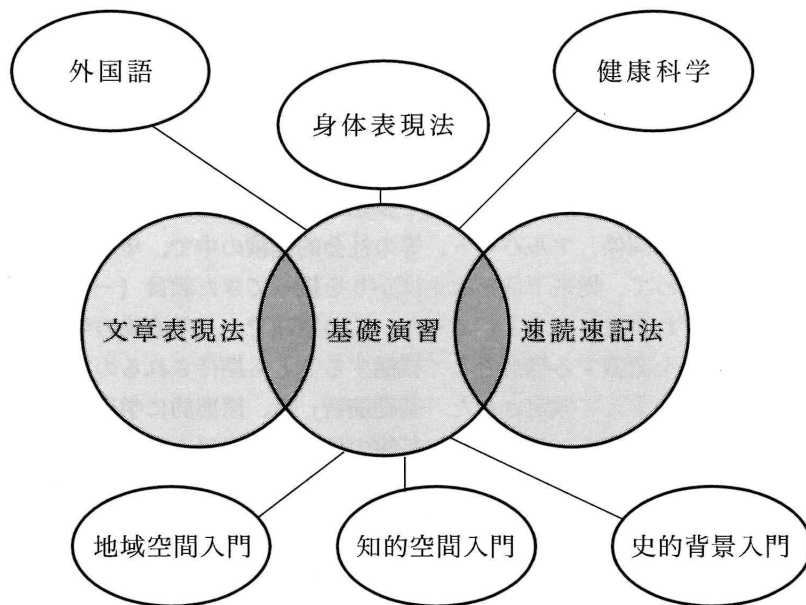 外国語
健康科学
身体表現法
文章表現法
基礎演習
速読速記法
地域空間入門
知的空間入門
史的背景入門